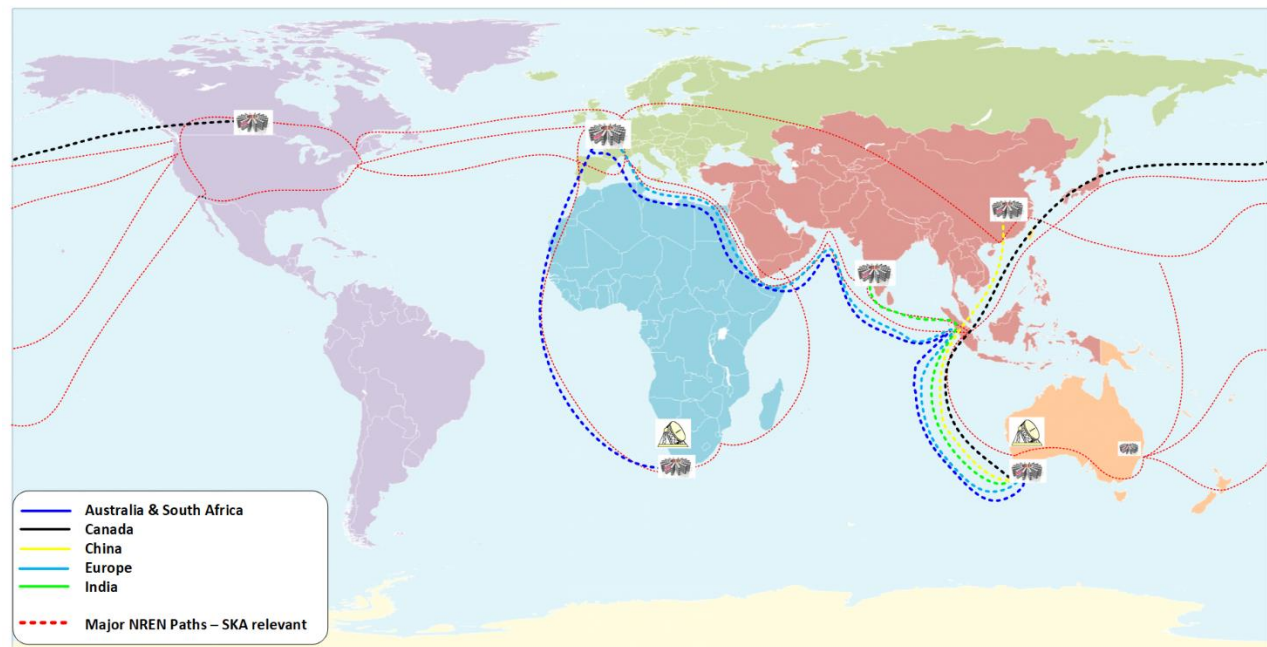 Australia & South Africa
Canada
China
Europe
India
Major NREN Paths – SKA relevant